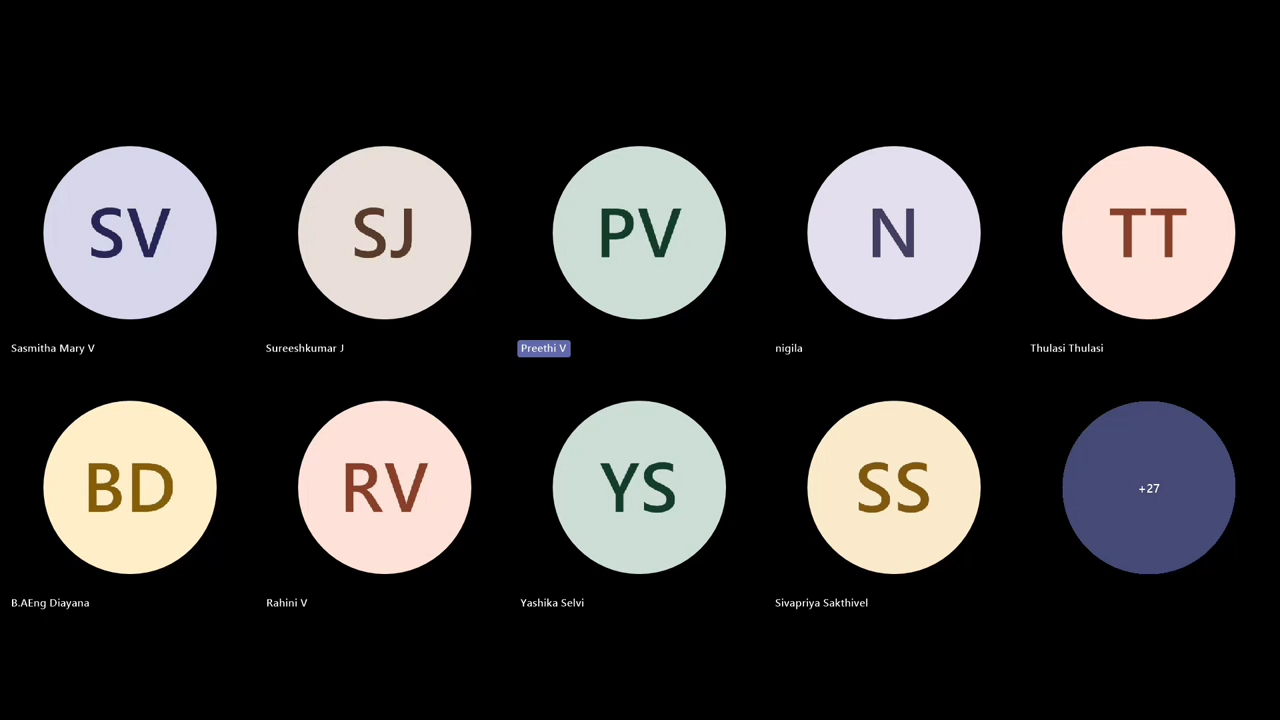 SV
SJ
PV
N
TT
Sasmitha Mary V
Sureeshkumar J
Preethi V
nigila
Thulasi Thulasi
BD
RV
YS
SS
+27
B.AEng Diayana
Rahini V
Yashika Selvi
Sivapriya Sakthivel